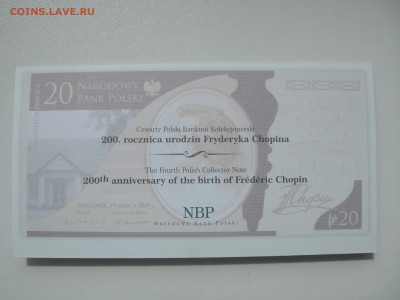 COINS.LAVE.RU
20 NARODOWY
BANK POLSKI
Czwarty Polski Banknot Kolekcjonerski
200. rocznica urodzin Fryderyka Chopina
The Fourth Polish Collector Note
200th anniversary of the birth of Frédéric Chopin
Chopin
NBP
Narodowy Bank Polski
20